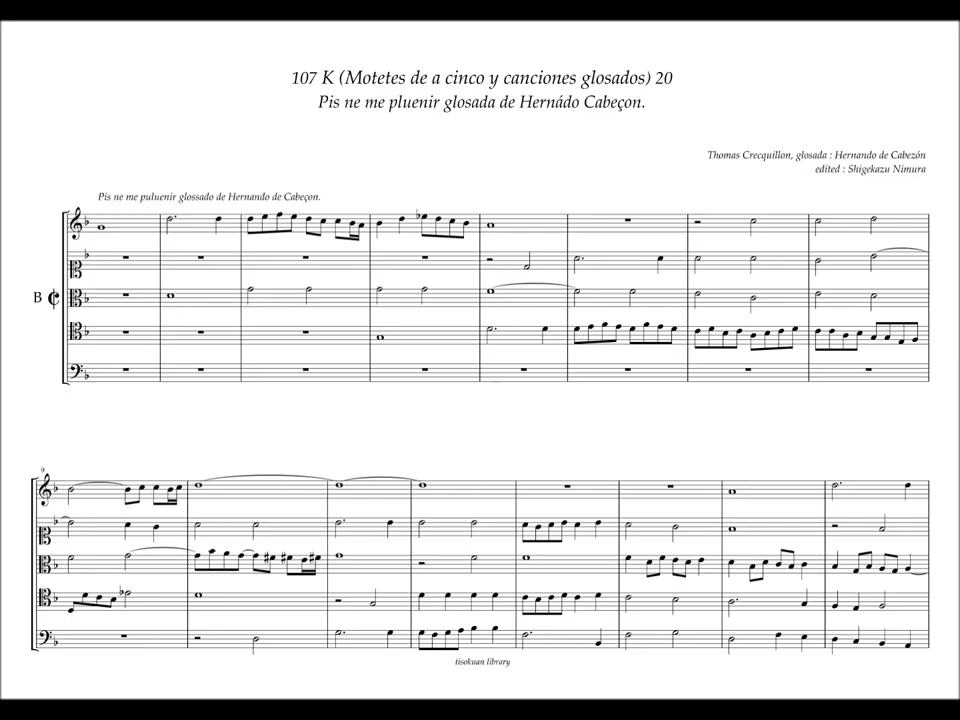 107 K (Motetes de a cinco y canciones glosados) 20
Pis ne me pluenir glosada de Hernádo Cabeçon.
Thomas Crecquillon, glosada : Hernando de Cabezón
edited : Shigekazu Nimura
Pis ne me puluenir glossado de Hernando de Cabeçon.
B
9
tisokuan library